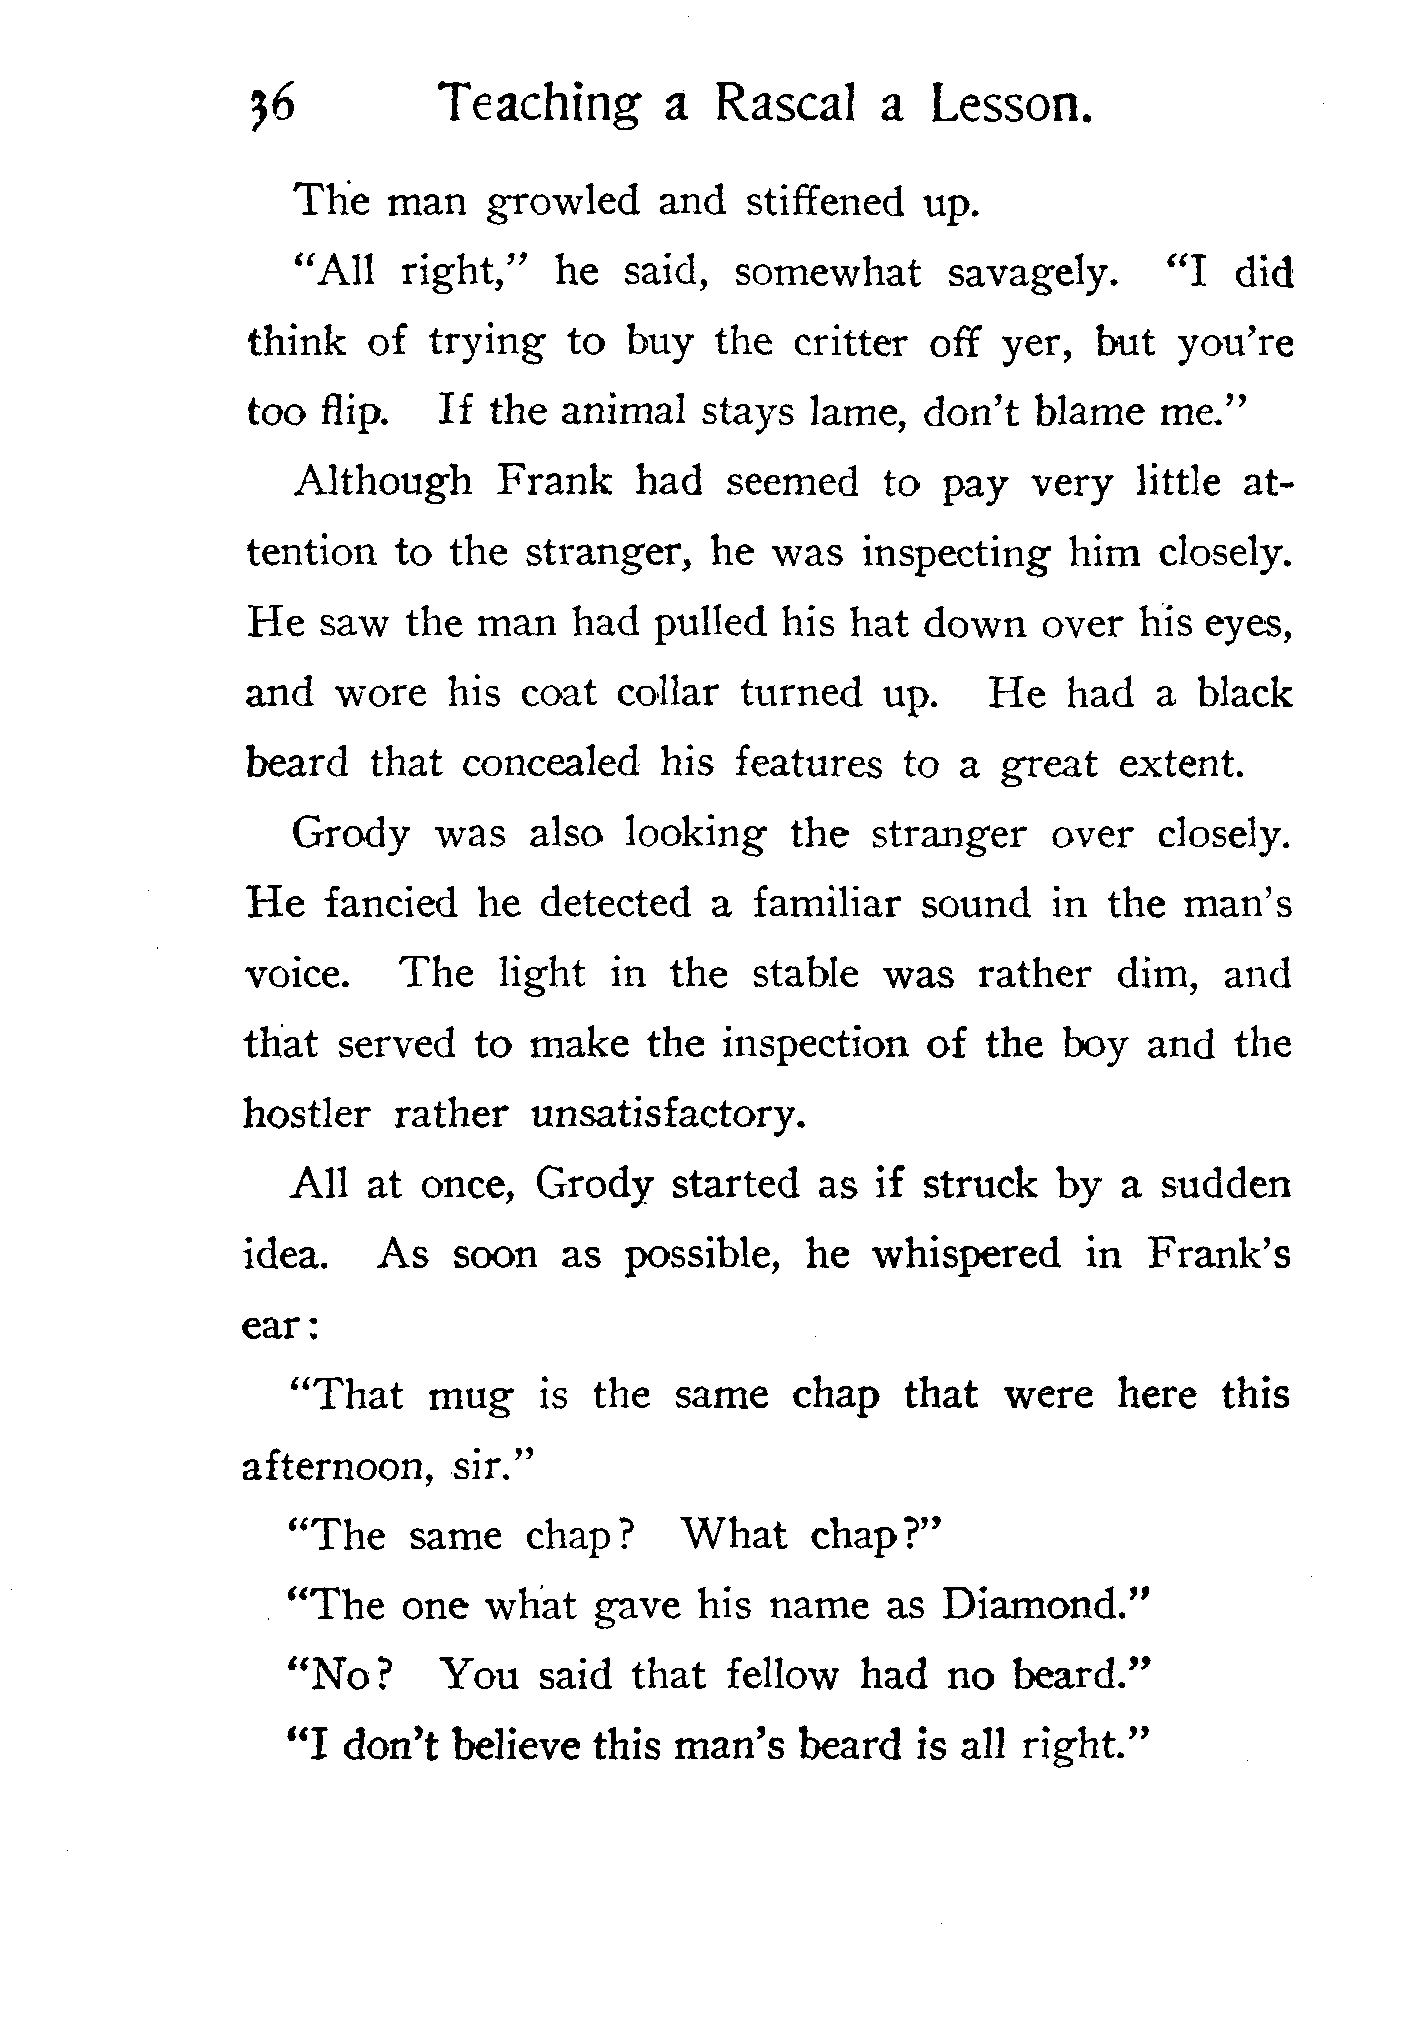 36 Teaching a Rascal a Lesson.
The man growled and stiffened up.
"All right," he said, somewhat savagely. "I did
think of trying to buy the critter off yer, but you're
too flip. If the animal stays lame, don't blame me."
Although Frank had seemed to pay very little at-
tention to the stranger, he was inspecting him closely.
He saw the man had pulled his hat down over his eyes,
and wore his coat collar turned up. He had a black
beard that concealed his features to a great extent.
Grody was also looking the stranger over closely.
He fancied he detected a familiar sound in the man's
voice. The light in the stable was rather dim, and
that served to make the inspection of the boy and the
hostler rather unsatisfactory.
All at once, Grody started as if struck by a sudden
idea. As soon as possible, he whispered in Frank's
ear:
"That mug is the same chap that were here this
afternoon, sir."
"The same chap? What chap?"
"The one what gave his name as Diamond."
"No? You said that fellow had no beard."
"I don't believe this man's beard is all right."